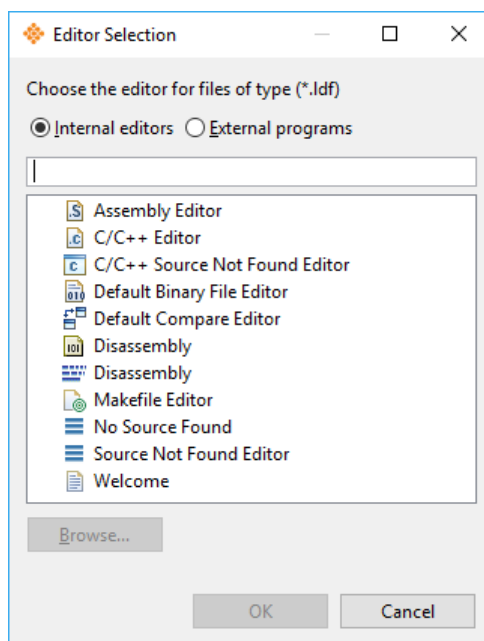 Editor Selection
Choose the editor for files of type (*.ldf)
Internal editors External programs
Assembly Editor
C/C++ Editor
C/C++ Source Not Found Editor
Default Binary File Editor
Default Compare Editor
Disassembly
Disassembly
Makefile Editor
No Source Found
Source Not Found Editor
Welcome
Browse...
OK Cancel